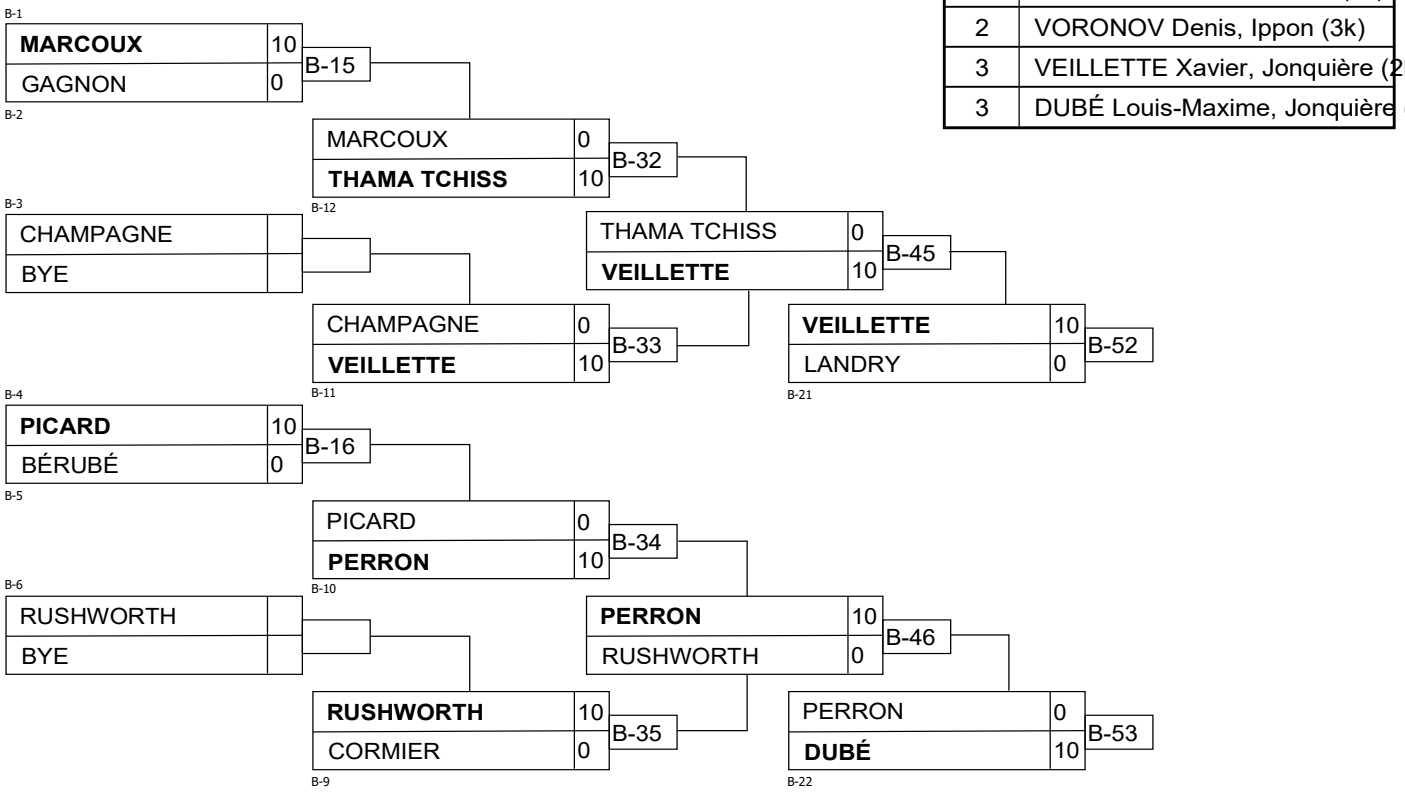 B-1
MARCOUX 10
GAGNON 0
B-15
B-2
2 VORONOV Denis, Ippon (3k)
3 VEILLETTE Xavier, Jonquière (2
3 DUBÉ Louis-Maxime, Jonquière
MARCOUX 0
THAMA TCHISS 10
B-32
B-12
B-3
CHAMPAGNE
BYE
THAMA TCHISS 0
VEILLETTE 10
B-45
CHAMPAGNE 0
VEILLETTE 10
B-33
B-11
VEILLETTE 10
LANDRY 0
B-52
B-21
B-4
PICARD 10
BÉRUBÉ 0
B-16
B-5
PICARD 0
PERRON 10
B-34
B-10
B-6
RUSHWORTH
BYE
PERRON 10
RUSHWORTH 0
B-46
RUSHWORTH 10
CORMIER 0
B-35
B-9
PERRON 0
DUBÉ 10
B-53
B-22